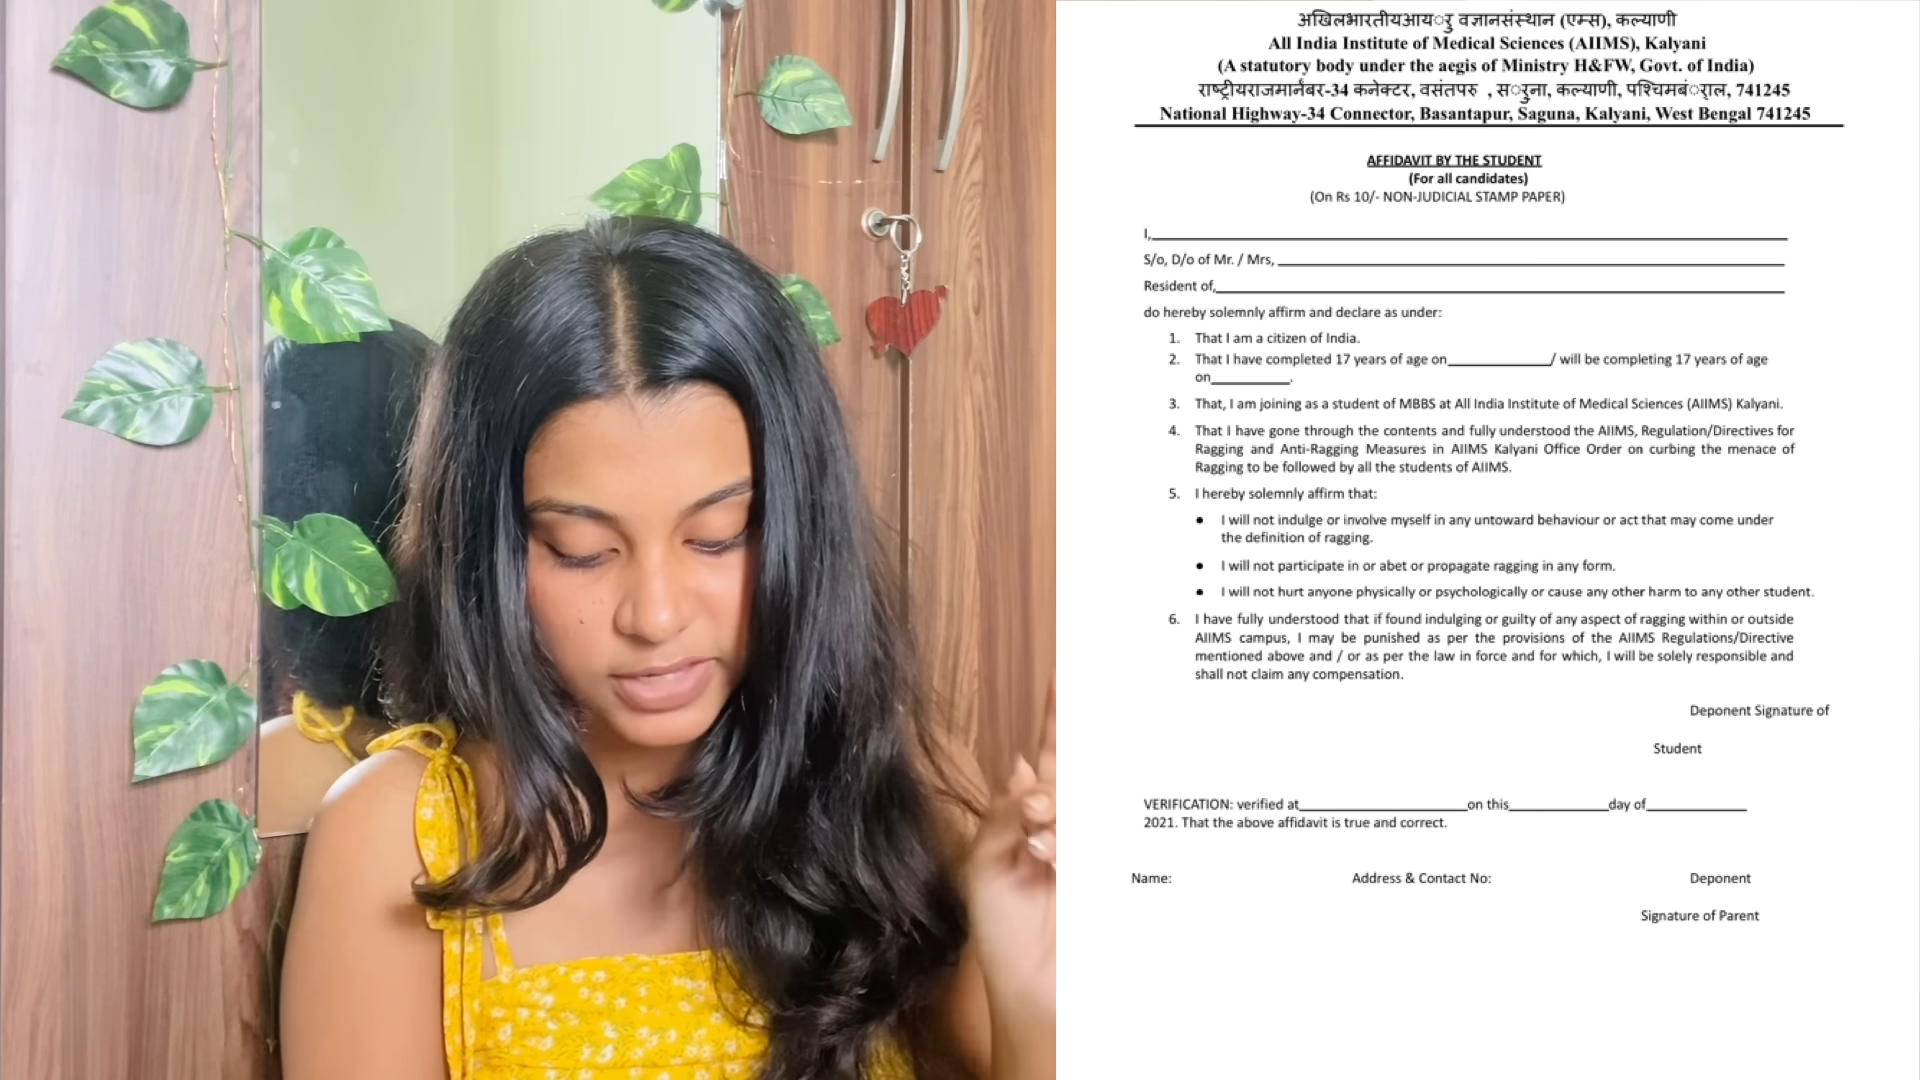 अखिलभारतीयआयर्ु वज्ञानसंस्थान (एम्स), कल्याणी
All India Institute of Medical Sciences (AIIMS), Kalyani
(A statutory body under the aegis of Ministry H&FW, Govt. of India)
राष्ट्रीयराजमार्नंबर-34 कनेक्टर, वसंतपरु , सर्ुना, कल्याणी, पश्चिमबंर्ाल, 741245
National Highway-34 Connector, Basantapur, Saguna, Kalyani, West Bengal 741245
AFFIDAVIT BY THE STUDENT
(For all candidates)
(On Rs 10/- NON-JUDICIAL STAMP PAPER)
I,
S/o, D/o of Mr. / Mrs,
Resident of,
do hereby solemnly affirm and declare as under:
1. That I am a citizen of India.
2. That I have completed 17 years of age on____________/ will be completing 17 years of age
on__________.
3. That, I am joining as a student of MBBS at All India Institute of Medical Sciences (AIIMS) Kalyani.
4. That I have gone through the contents and fully understood the AIIMS, Regulation/Directives for
Ragging and Anti-Ragging Measures in AIIMS Kalyani Office Order on curbing the menace of
Ragging to be followed by all the students of AIIMS.
5. I hereby solemnly affirm that:
● I will not indulge or involve myself in any untoward behaviour or act that may come under
the definition of ragging.
● I will not participate in or abet or propagate ragging in any form.
● I will not hurt anyone physically or psychologically or cause any other harm to any other student.
6. I have fully understood that if found indulging or guilty of any aspect of ragging within or outside
AIIMS campus, I may be punished as per the provisions of the AIIMS Regulations/Directive
mentioned above and / or as per the law in force and for which, I will be solely responsible and
shall not claim any compensation.
Deponent Signature of
Student
VERIFICATION: verified at____________________on this____________day of____________
2021. That the above affidavit is true and correct.
Name: Address & Contact No: Deponent
Signature of Parent